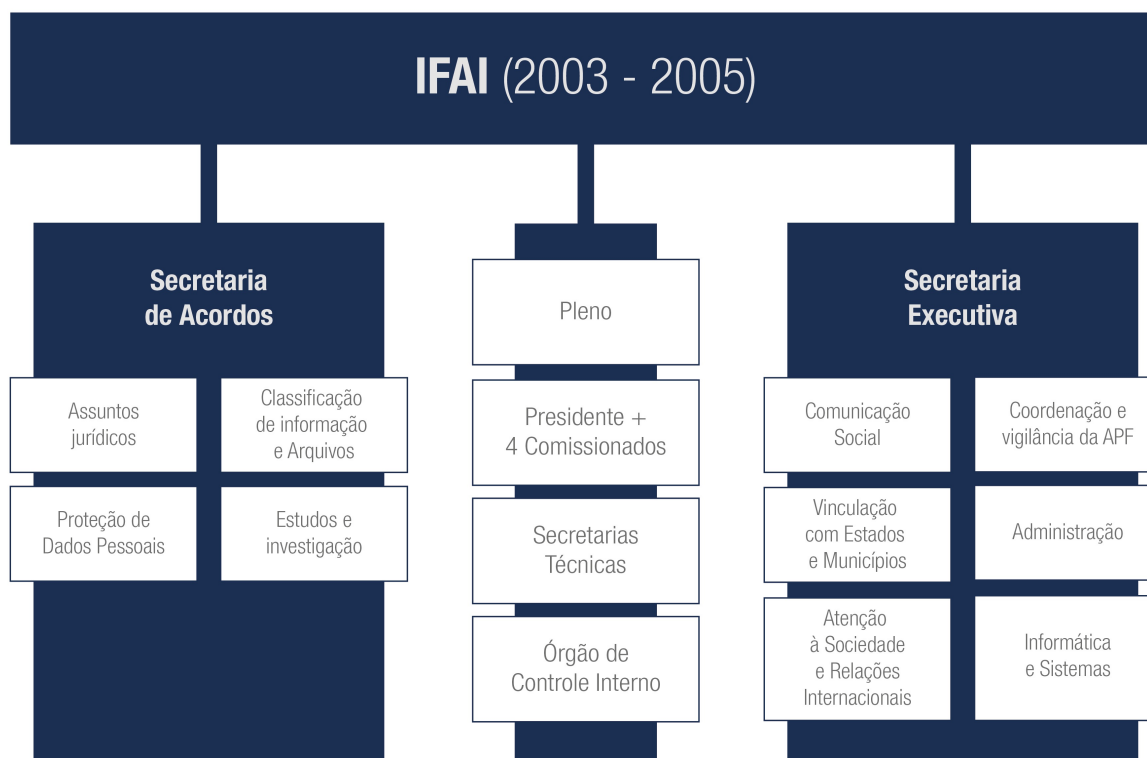 IFAI (2003 - 2005)
Secretaria
de Acordos
Assuntos
jurídicos
Classificação
de informação
e Arquivos
Proteção de
Dados Pessoais
Estudos e
investigação
Pleno
Presidente +
4 Comissionados
Secretarias
Técnicas
Órgão de
Controle Interno
Secretaria
Executiva
Comunicação
Social
Coordenação e
vigilância da APF
Vinculação
com Estados
e Municípios
Administração
Atenção
à Sociedade
e Relações
Internacionais
Informática
e Sistemas